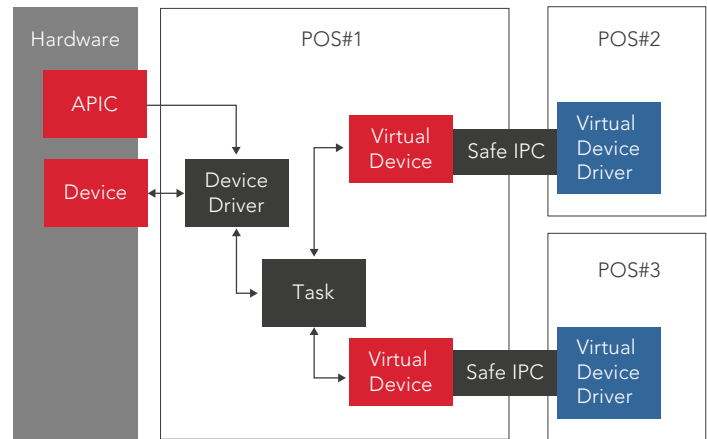 Hardware
POS#1
POS#2
APIC
Virtual
Device
Safe IPC
Virtual
Device
Driver
Device
Device
Driver
POS#3
Task
Virtual
Device
Safe IPC
Virtual
Device
Driver